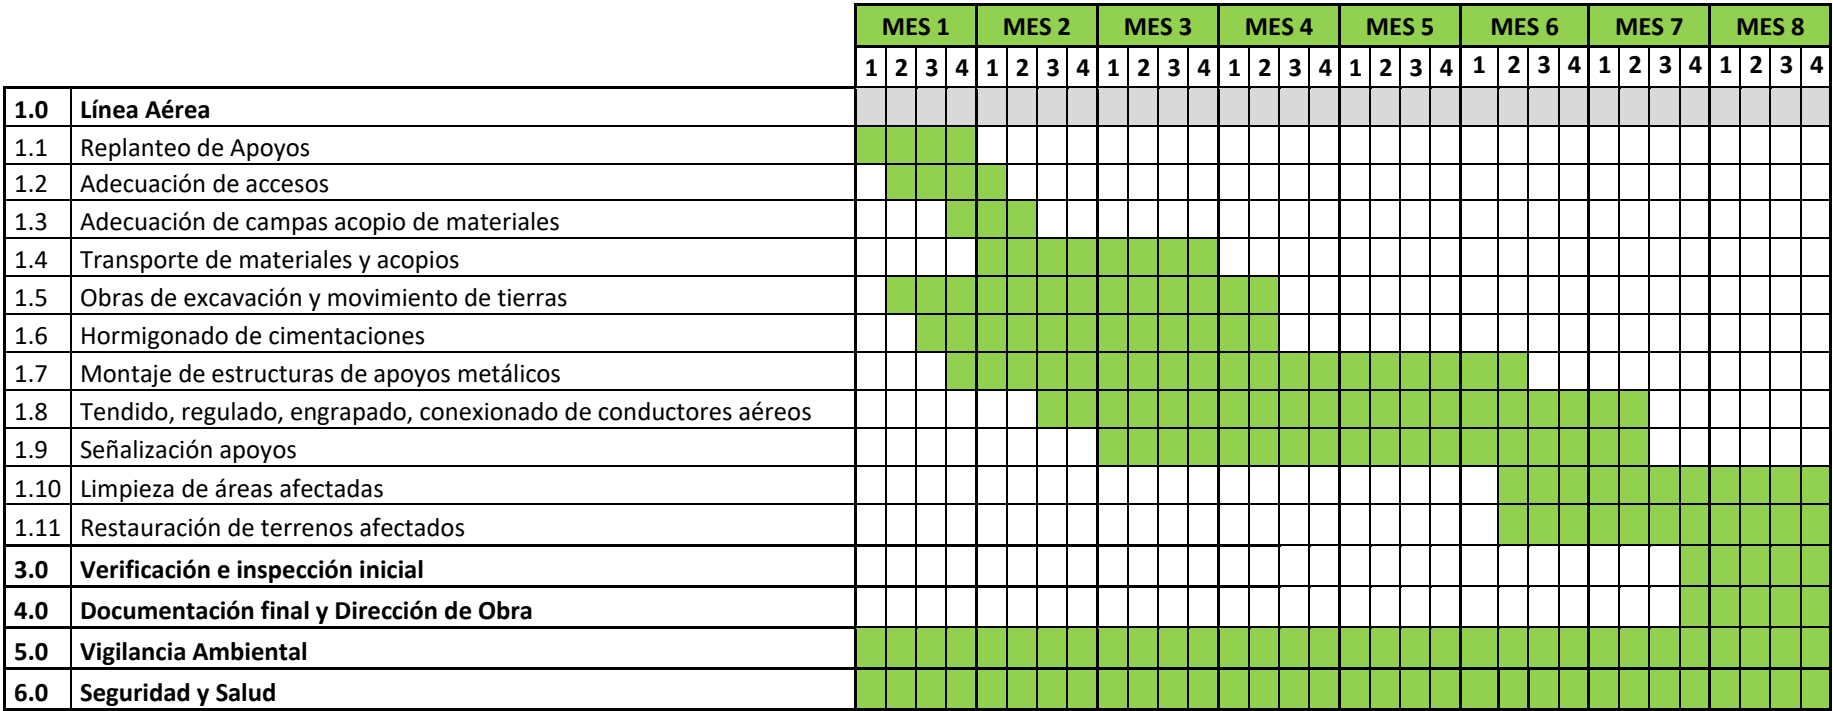 MES 1 MES 2 MES 3 MES 4 MES 5 MES 6 MES 7 MES 8
1 2 3 4 1 2 3 4 1 2 3 4 1 2 3 4 1 2 3 4 1 2 3 4 1 2 3 4 1 2 3 4
1.0 Línea Aérea
1.1 Replanteo de Apoyos
1.2 Adecuación de accesos
1.3 Adecuación de campas acopio de materiales
1.4 Transporte de materiales y acopios
1.5 Obras de excavación y movimiento de tierras
1.6 Hormigonado de cimentaciones
1.7 Montaje de estructuras de apoyos metálicos
1.8 Tendido, regulado, engrapado, conexionado de conductores aéreos
1.9 Señalización apoyos
1.10 Limpieza de áreas afectadas
1.11 Restauración de terrenos afectados
3.0 Verificación e inspección inicial
4.0 Documentación final y Dirección de Obra
5.0 Vigilancia Ambiental
6.0 Seguridad y Salud